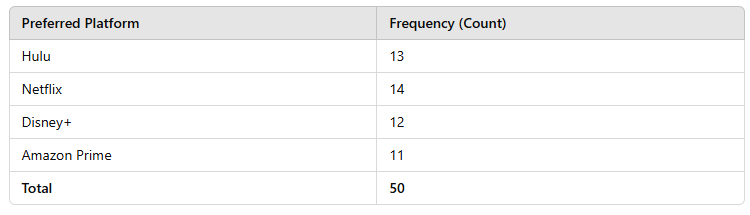 Preferred Platform Frequency (Count)
Hulu 13
Netflix 14
Disney+ 12
Amazon Prime 11
Total 50